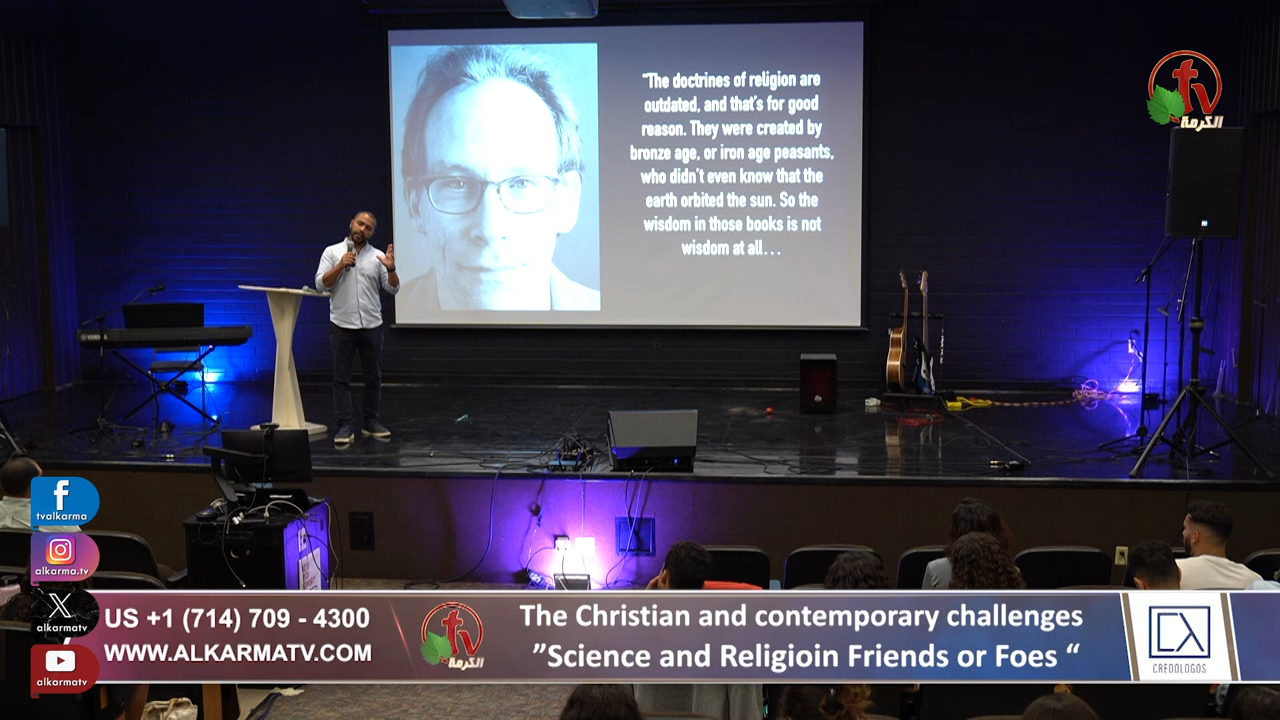 “The doctrines of religion are
outdated, and that’s for good
reason. They were created by
bronze age, or iron age peasants,
who didn’t even know that the
earth orbited the sun. So the
wisdom in those books is not
wisdom at all...
tv
الكرمة
tvalkarma
alkarma.tv
alkarmatv
alkarmatv
US +1 (714) 709 - 4300
WWW.ALKARMATV.COM
tv
الكرمة
The Christian and contemporary challenges
”Science and Religioin Friends or Foes “
CREDOLOGOS